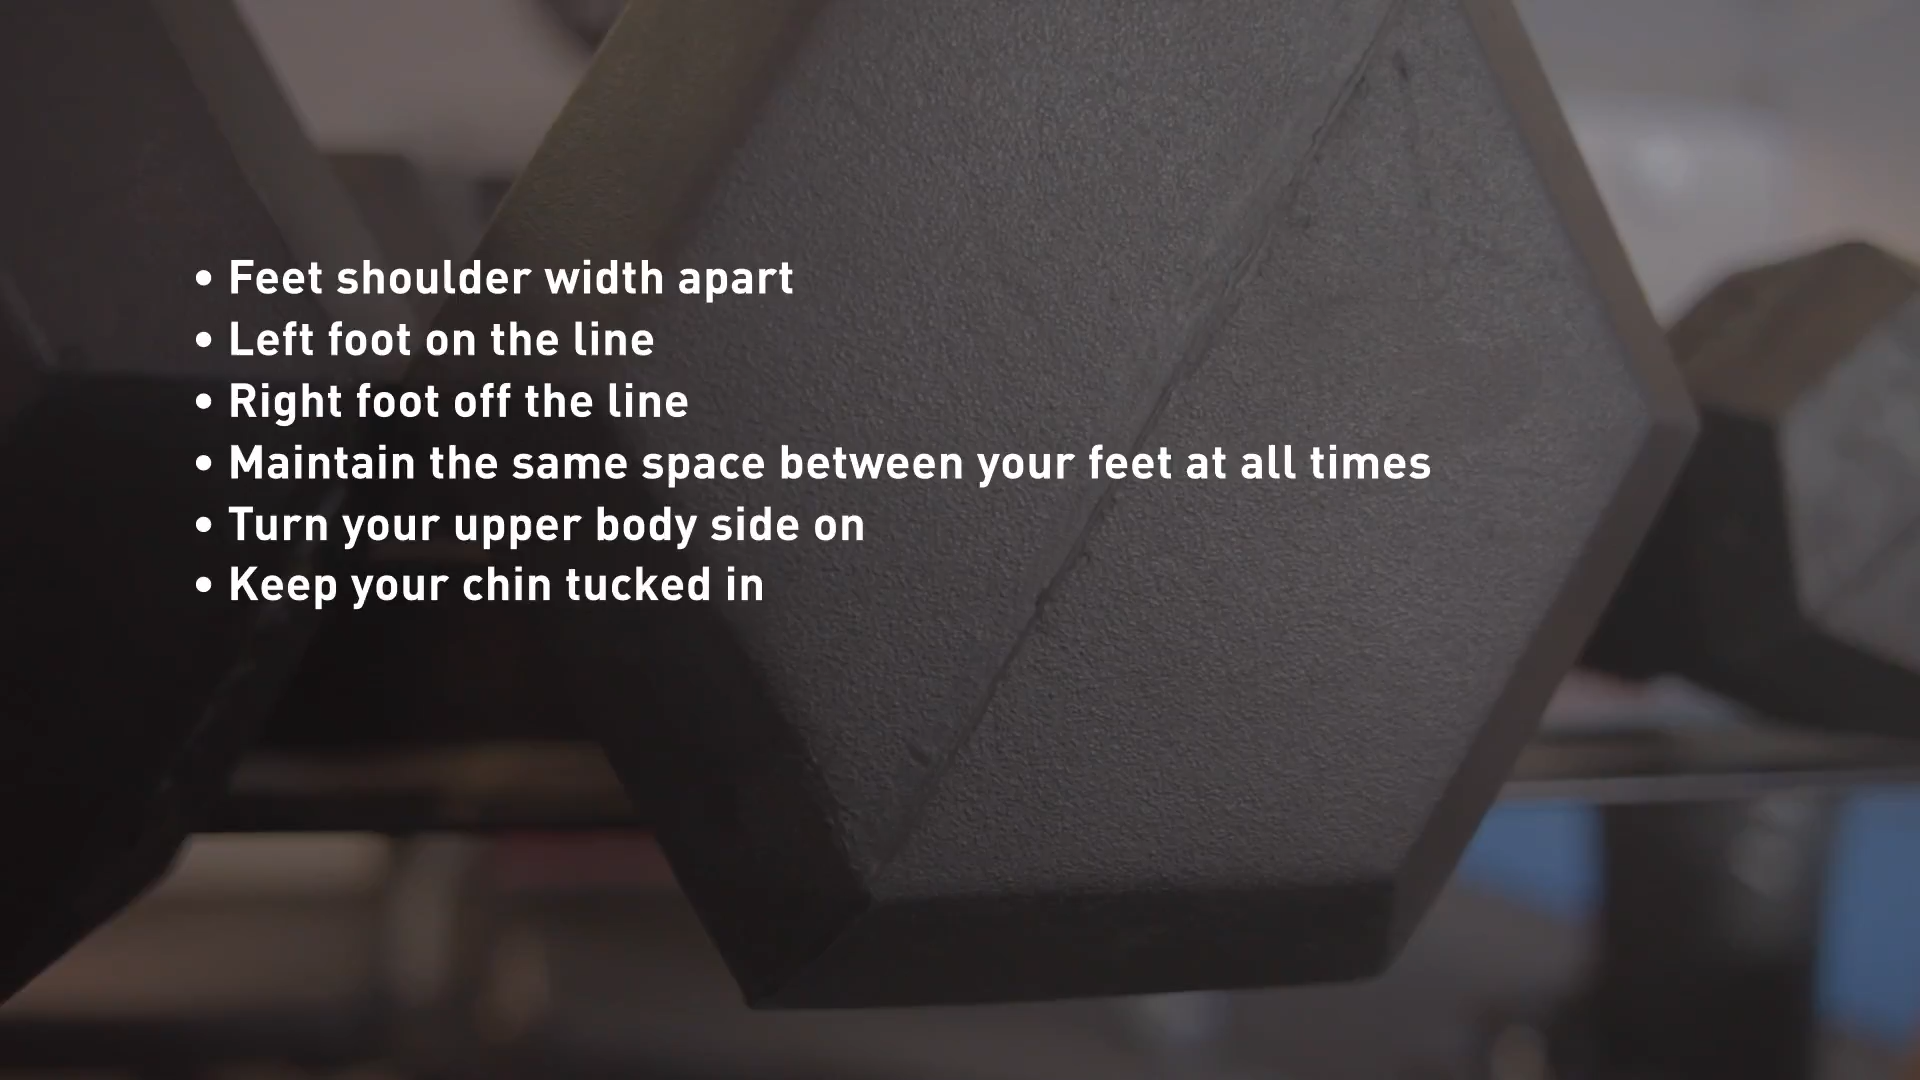 • Feet shoulder width apart
• Left foot on the line
• Right foot off the line
• Maintain the same space between your feet at all times
• Turn your upper body side on
• Keep your chin tucked in